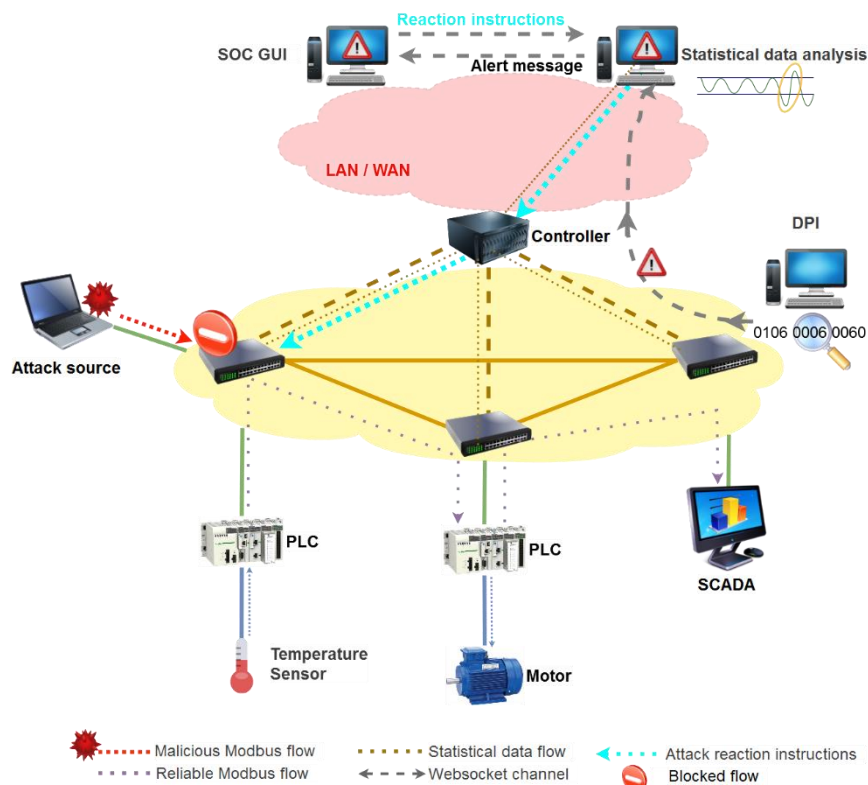 Reaction instructions
SOC GUI
Alert message
Statistical data analysis
LAN / WAN
Controller
DPI
0106 0006 0060
Attack source
PLC
PLC
SCADA
Temperature
Sensor
Motor
Malicious Modbus flow
Statistical data flow
Attack reaction instructions
Reliable Modbus flow
Websocket channel
Blocked flow